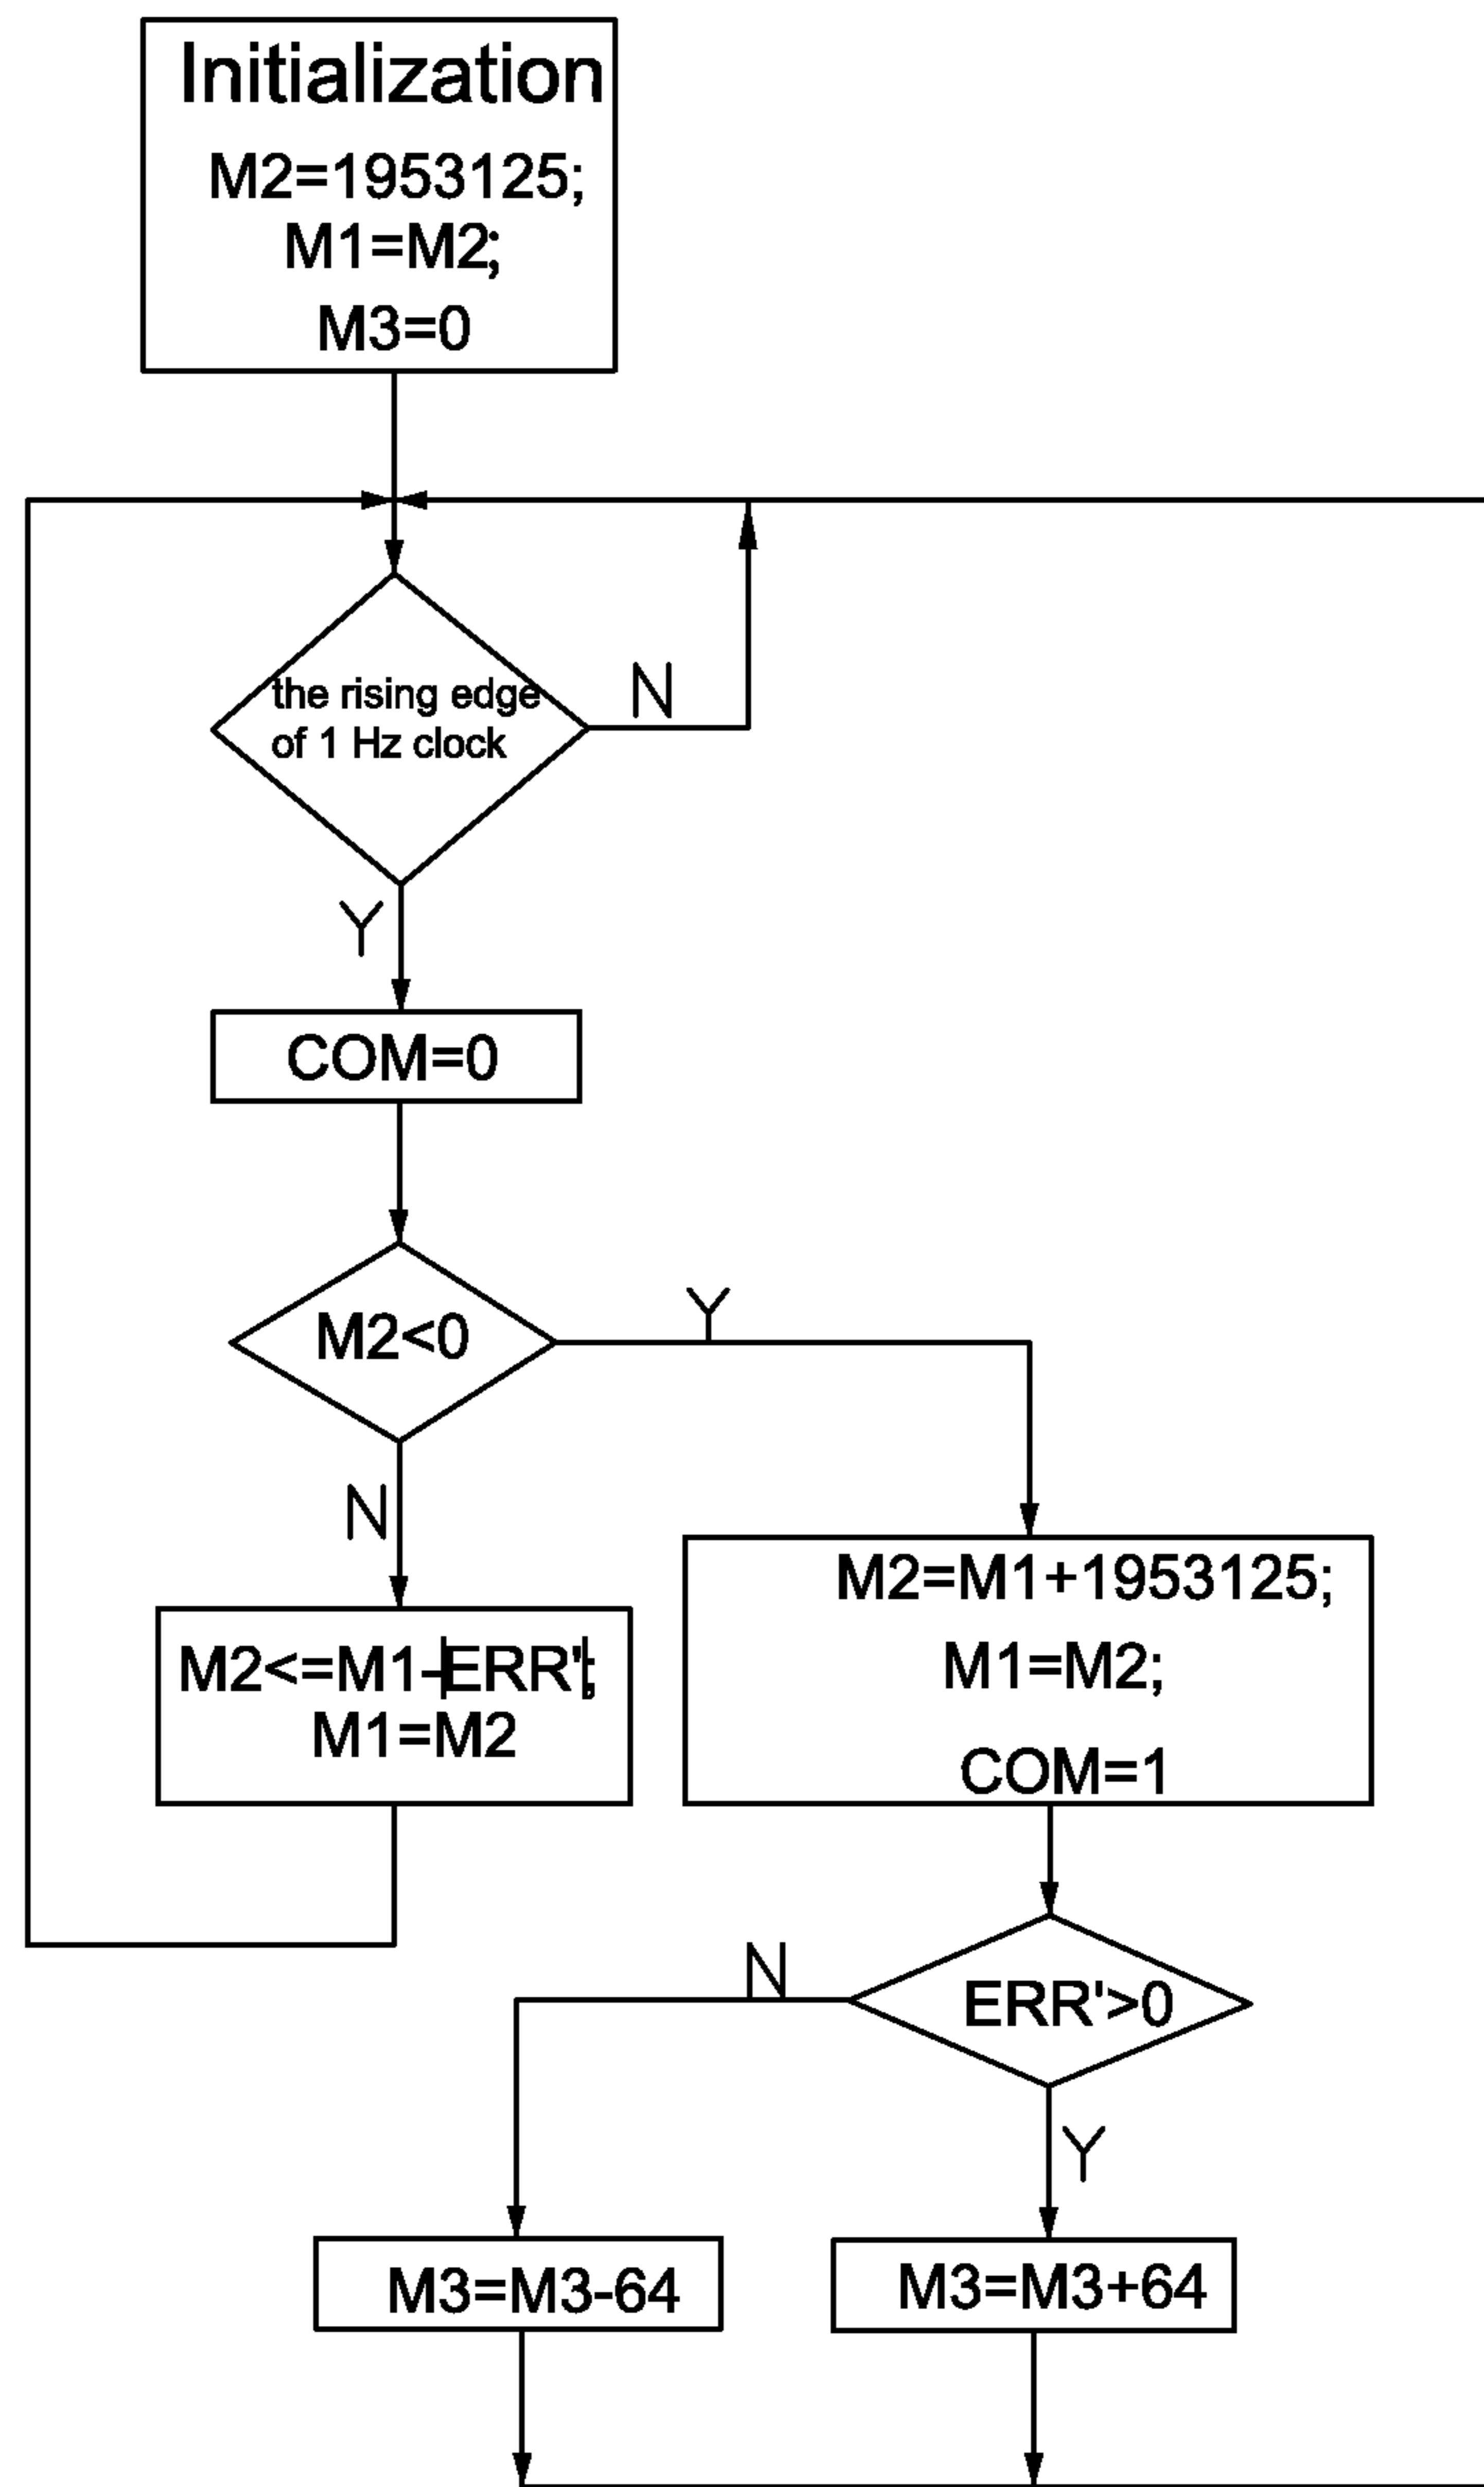 Initialization
M2=1953125;
M1=M2;
M3=0
the rising edge
of 1 Hz clock
N
Y
COM=0
M2<0
Y
N
M2<=M1-|ERR'|;
M1=M2
M2=M1+1953125;
M1=M2;
COM=1
N
ERR'>0
Y
M3=M3-64
M3=M3+64